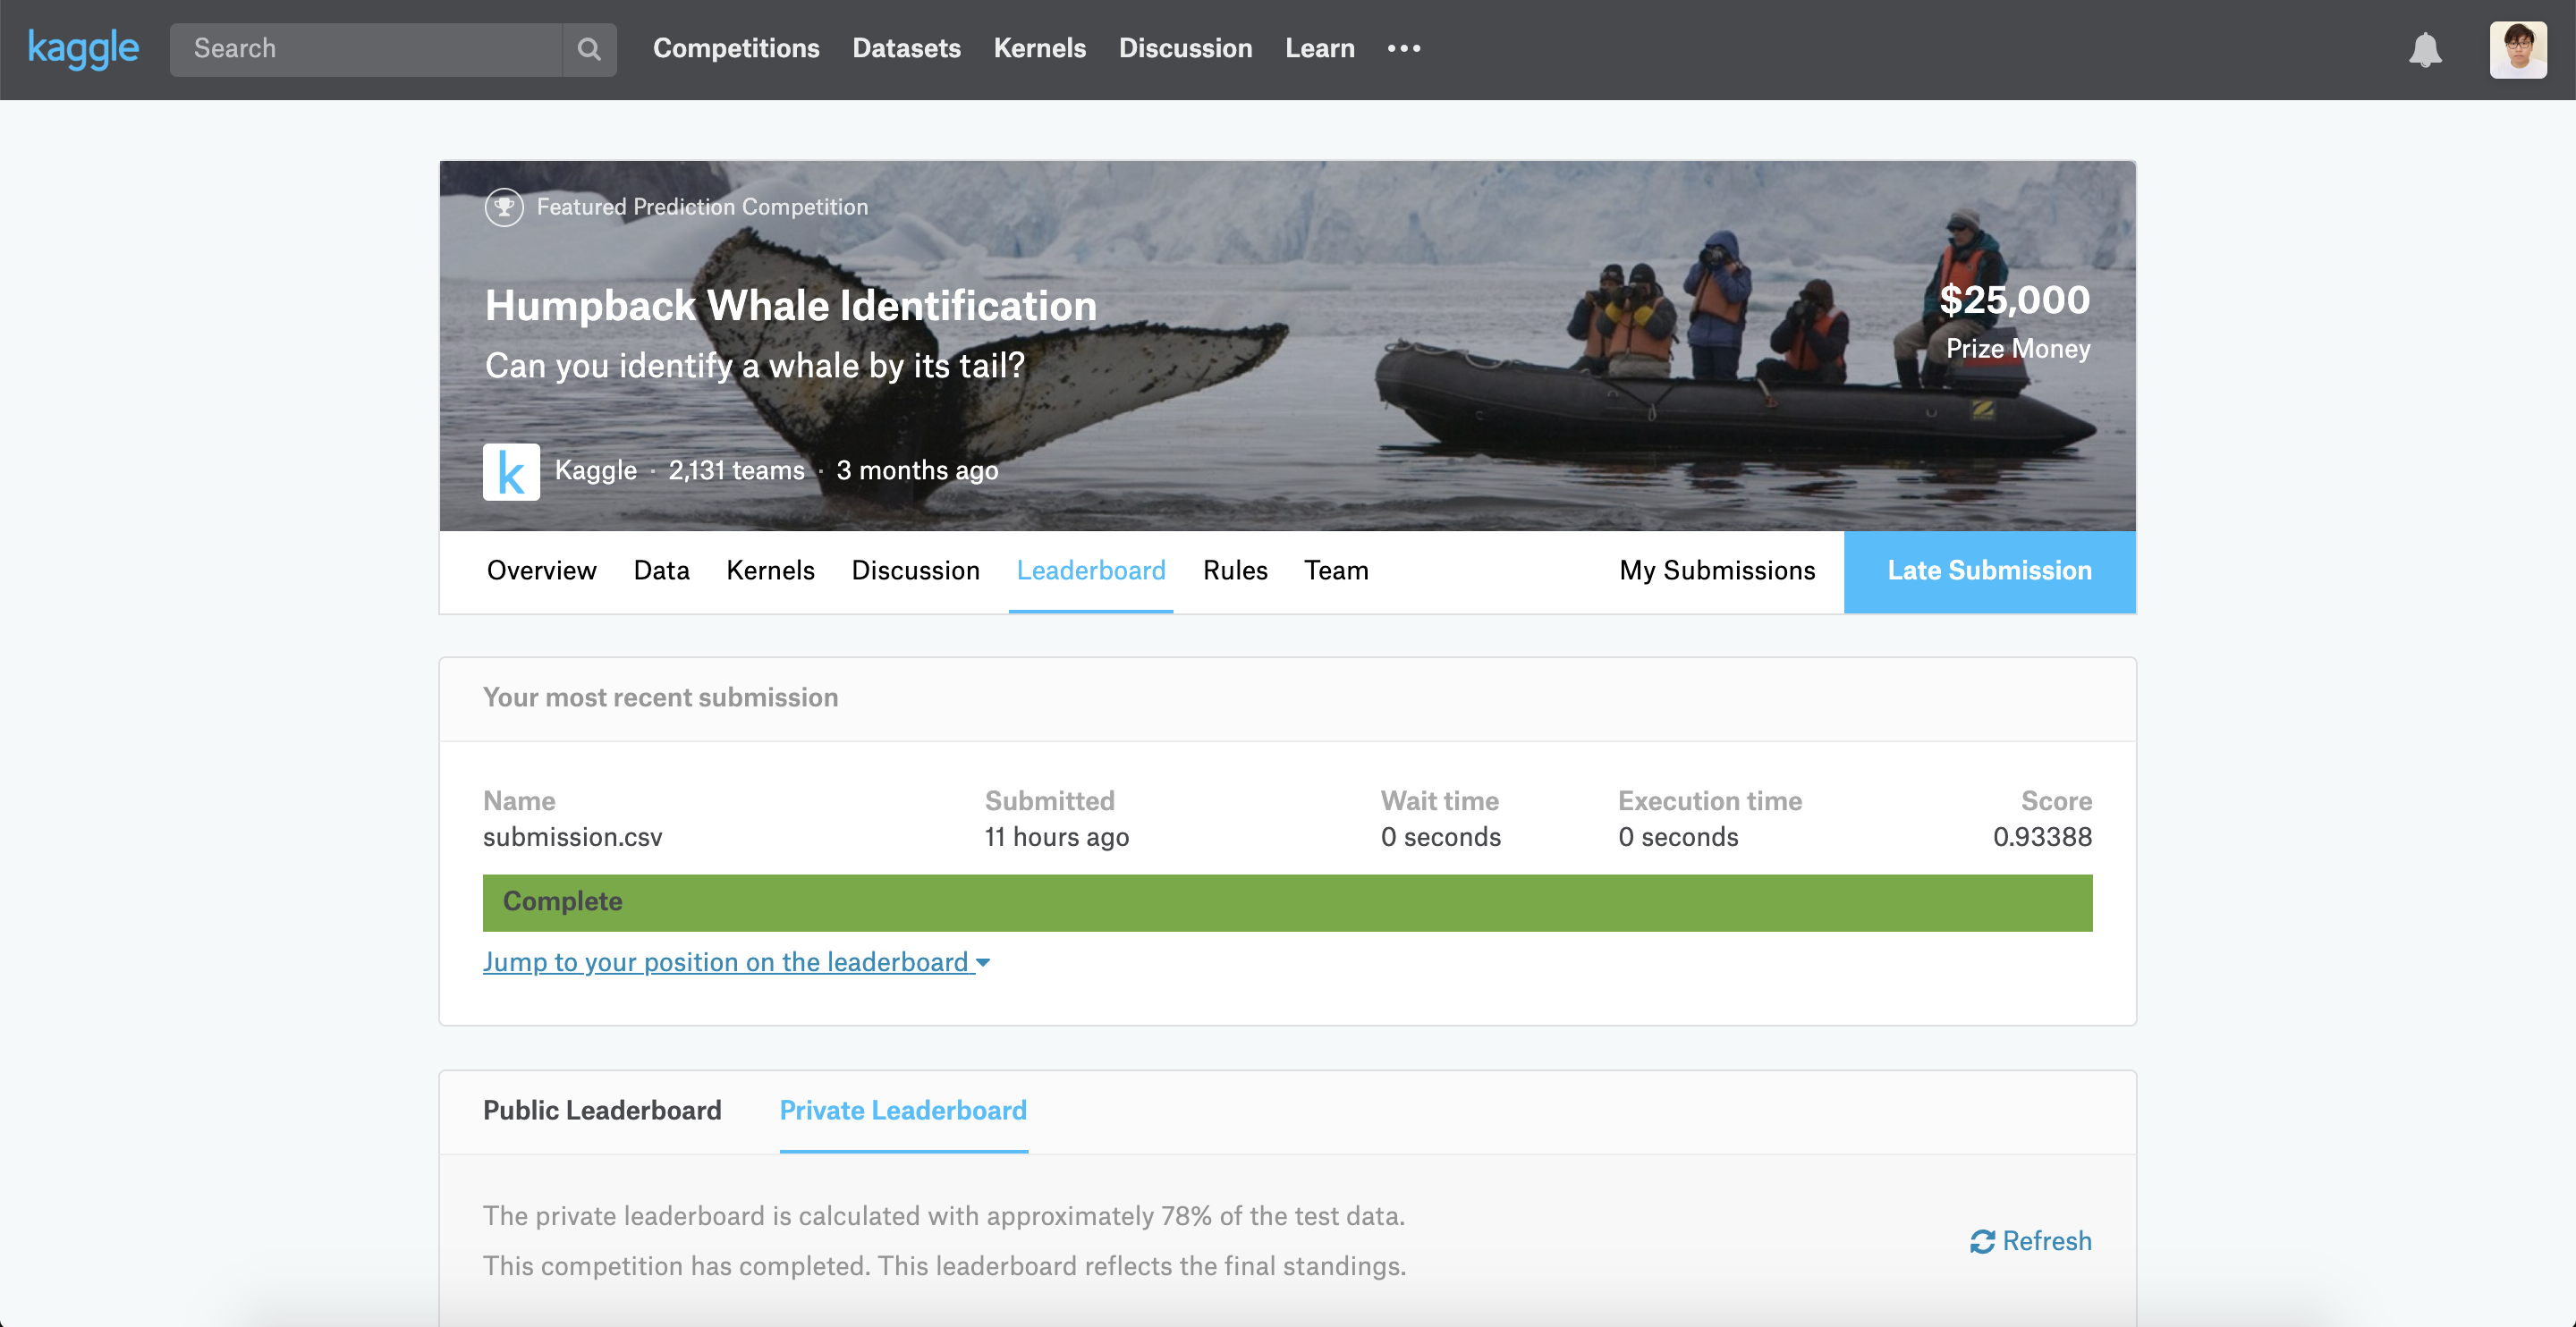 kaggle
Search
Competitions Datasets Kernels Discussion Learn •••
Featured Prediction Competition
Humpback Whale Identification
Can you identify a whale by its tail?
$25,000
Prize Money
k Kaggle · 2,131 teams · 3 months ago
Overview Data Kernels Discussion Leaderboard Rules Team My Submissions Late Submission
Your most recent submission
Name Submitted Wait time Execution time Score
submission.csv 11 hours ago 0 seconds 0 seconds 0.93388
Complete
Jump to your position on the leaderboard
Public Leaderboard Private Leaderboard
The private leaderboard is calculated with approximately 78% of the test data.
This competition has completed. This leaderboard reflects the final standings.
Refresh